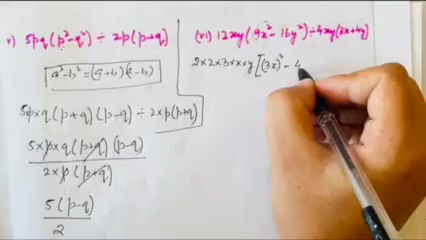 v) 5pq(p²-q²) ÷ 2p(p+q)
a²-b² = (a+b)(a-b)
5pxq(p+q)(p-q) ÷ 2×p(p+q)
5×p×q(p+q)(p-q)
2×p(p+q)
5(p-q)
2
(vi) 12xy(9x²-16y²) ÷ 4xy(3x+4y)
2×2×3×x×y[(3x)²-4